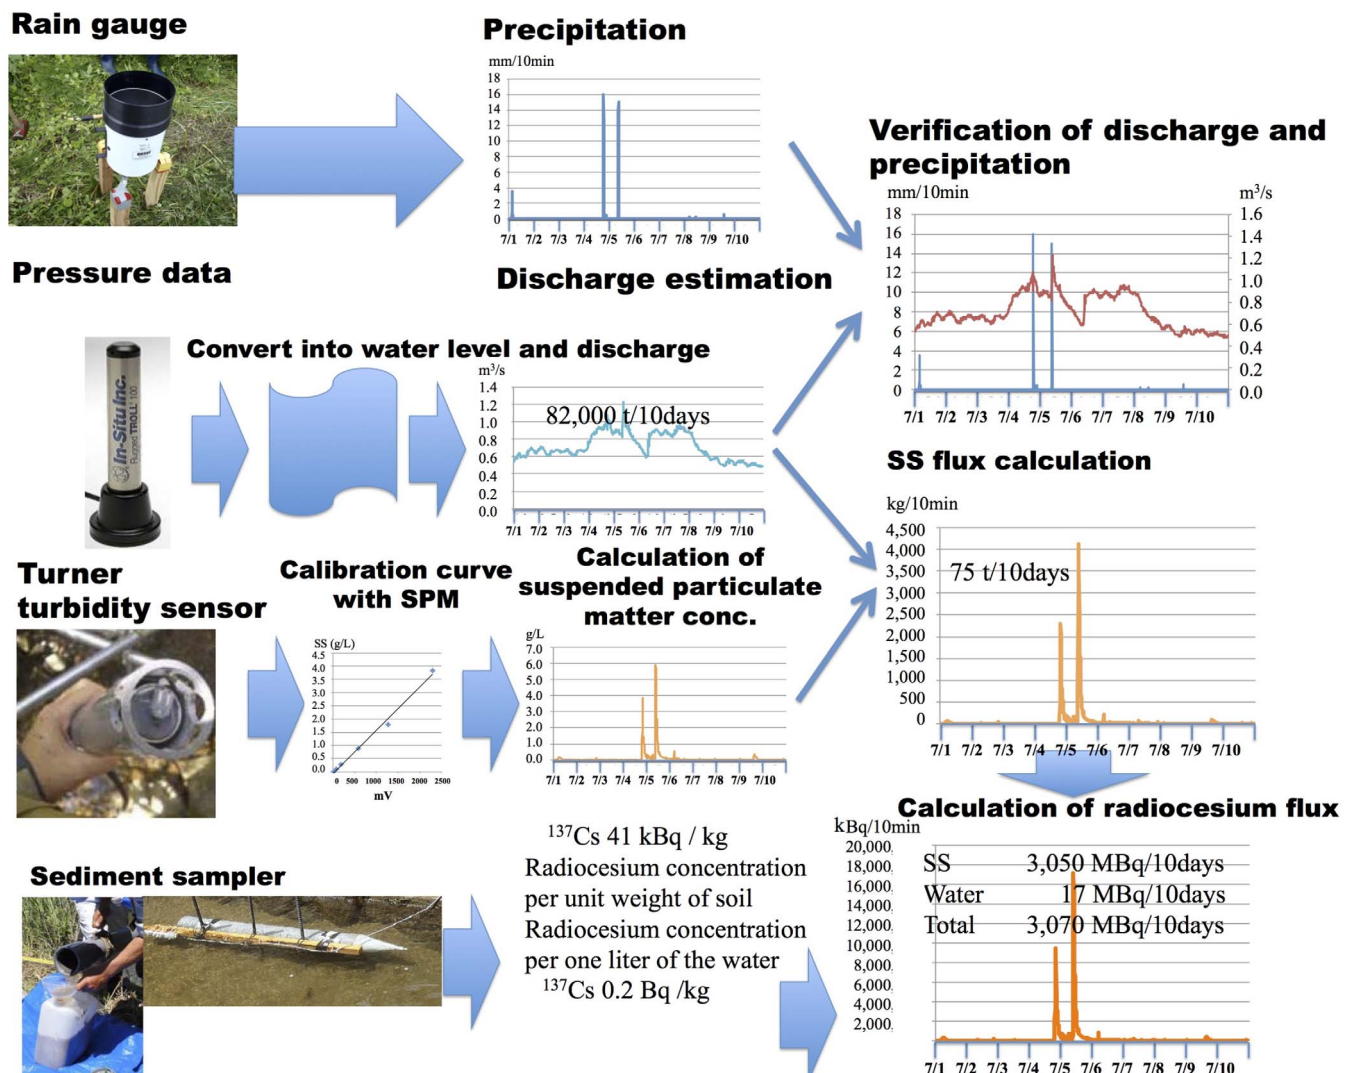 Rain gauge
Precipitation
mm/10min
18
16
14
12
10
8
6
4
2
0
7/1 7/2 7/3 7/4 7/5 7/6 7/7 7/8 7/9 7/10
Verification of discharge and
precipitation
mm/10min
m³/s
18
16
14
12
10
8
6
4
2
0
1.6
1.4
1.2
1.0
0.8
0.6
0.4
0.2
0.0
7/1 7/2 7/3 7/4 7/5 7/6 7/7 7/8 7/9 7/10
Pressure data
Discharge estimation
Convert into water level and discharge
In-Situ Inc.
Rugged TROLL 100
m³/s
1.4
1.2
1.0
0.8
0.6
0.4
0.2
0.0
82,000 t/10days
7/1 7/2 7/3 7/4 7/5 7/6 7/7 7/8 7/9 7/10
SS flux calculation
kg/10min
4,500
4,000
3,500
3,000
2,500
2,000
1,500
1,000
500
0
75 t/10days
7/1 7/2 7/3 7/4 7/5 7/6 7/7 7/8 7/9 7/10
Turner
turbidity sensor
Calibration curve
with SPM
SS (g/L)
4.5
4.0
3.5
3.0
2.5
2.0
1.5
1.0
0.5
0.0
0 500 1000 1500 2000 2500
mV
Calculation of
suspended particulate
matter conc.
g/L
7.0
6.0
5.0
4.0
3.0
2.0
1.0
0.0
7/1 7/2 7/3 7/4 7/5 7/6 7/7 7/8 7/9 7/10
Sediment sampler
¹³⁷Cs 41 kBq / kg
Radiocesium concentration
per unit weight of soil
Radiocesium concentration
per one liter of the water
¹³⁷Cs 0.2 Bq /kg
Calculation of radiocesium flux
kBq/10min
20,000
18,000
16,000
14,000
12,000
10,000
8,000
6,000
4,000
2,000
SS 3,050 MBq/10days
Water 17 MBq/10days
Total 3,070 MBq/10days
7/1 7/2 7/3 7/4 7/5 7/6 7/7 7/8 7/9 7/10